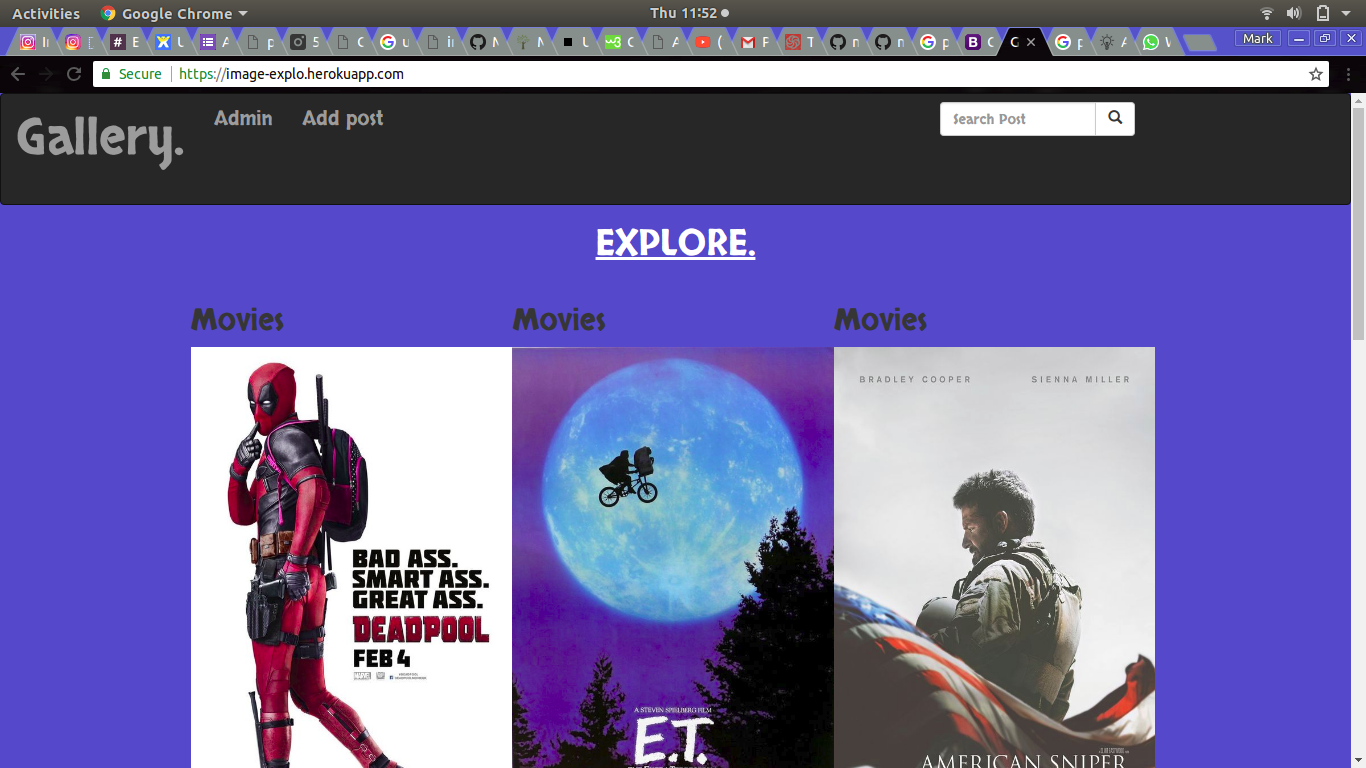 Activities Google Chrome Thu 11:52 Mark
Secure https://image-explo.herokuapp.com
Gallery. Admin Add post Search Post
EXPLORE.
Movies Movies Movies
BRADLEY COOPER SIENNA MILLER
BAD ASS.
SMART ASS.
GREAT ASS.
DEADPOOL
FEB 4
MARVEL
A STEVEN SPIELBERG FILM
E.T.
AMERICAN SNIPER